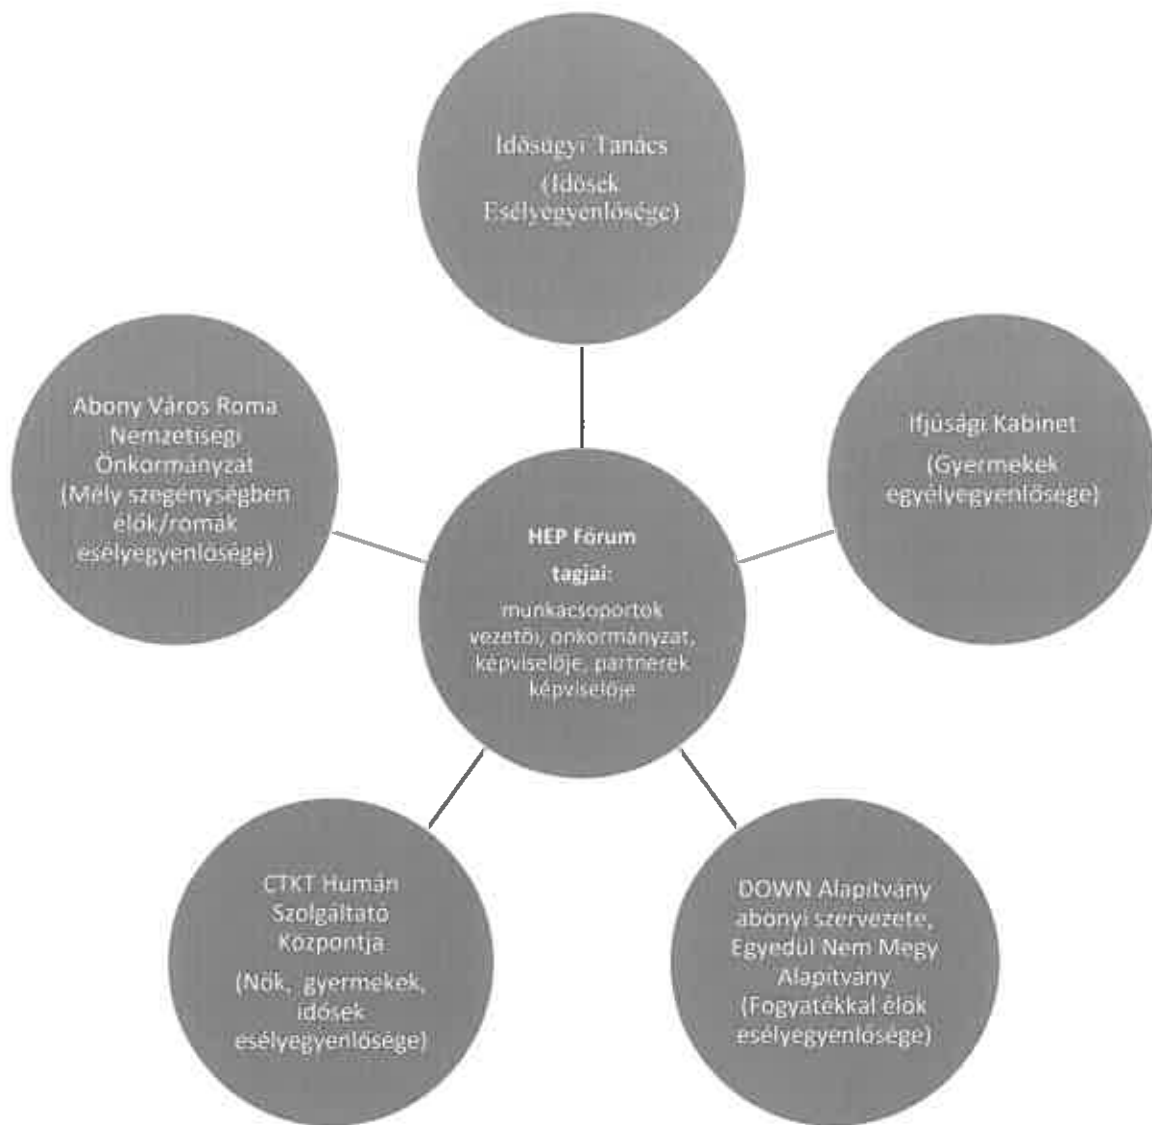 Idősügyi Tanács
(Idősek
Esélyegyenlősége)
Abony Város Roma
Nemzetiségi
Önkormányzat
(Mély szegénységben
élők/romák
esélyegyenlősége)
Ifjúsági Kabinet
(Gyermekek
egyélyegyenlősége)
HEP Fórum
tagjai:
munkacsoportok
vezetői, önkormányzat,
képviselője, partnerek
képviselője
CTKT Humán
Szolgáltató
Központja
(Nők, gyermekek,
idősek
esélyegyenlősége)
DOWN Alapítvány
abonyi szervezete,
Egyedül Nem Megy
Alapítvány
(Fogyatékkal élők
esélyegyenlősége)